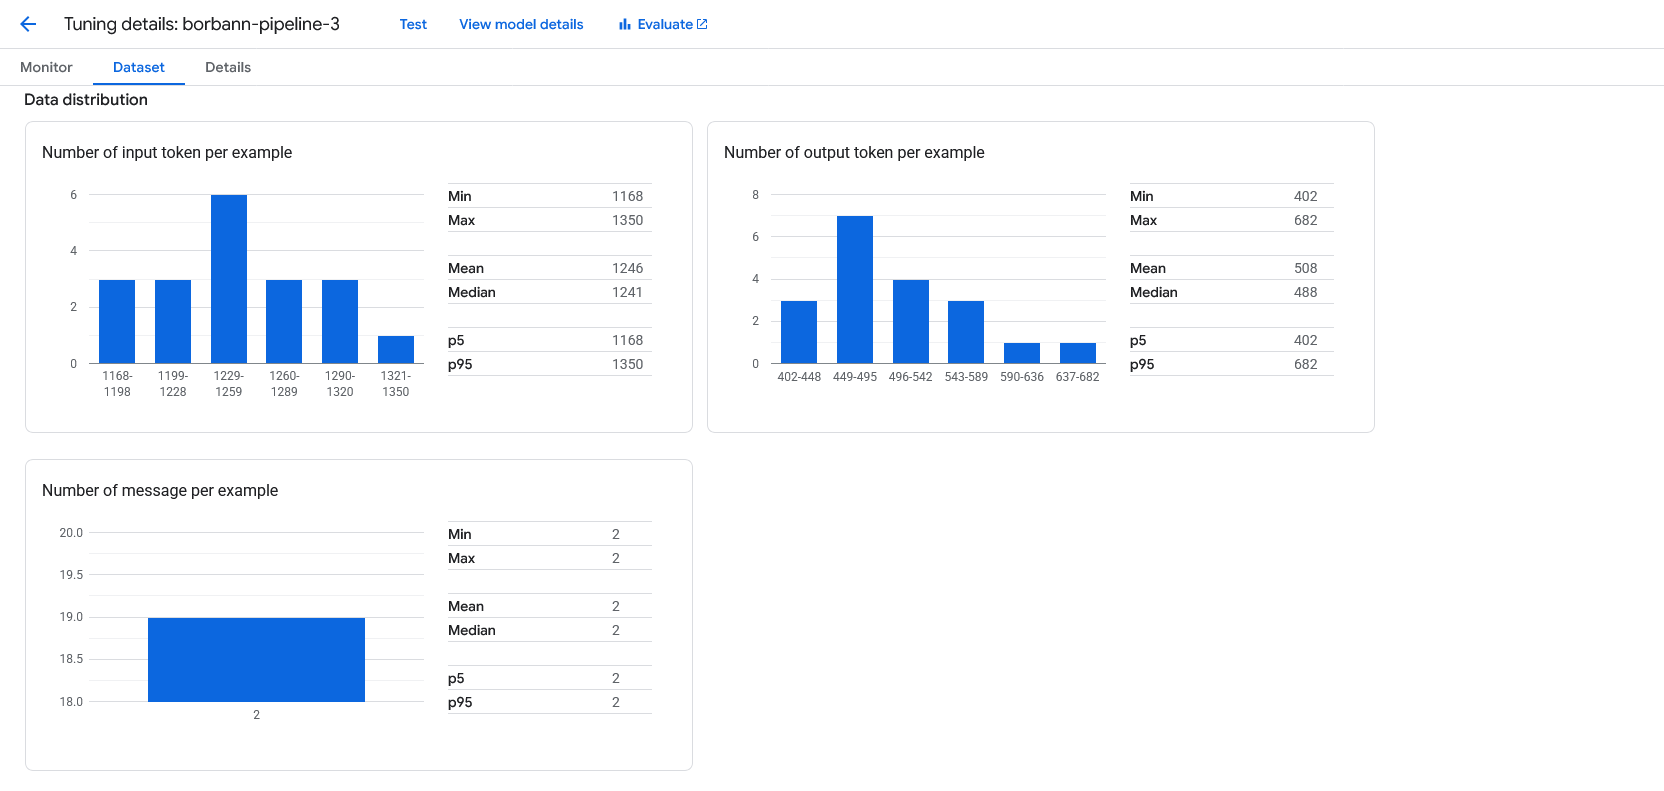 Tuning details: borbann-pipeline-3
Test
View model details
Evaluate
Monitor
Dataset
Details
Data distribution
Number of input token per example
6
4
2
0
1168-
1198
1199-
1228
1229-
1259
1260-
1289
1290-
1320
1321-
1350
Min 1168
Max 1350
Mean 1246
Median 1241
p5 1168
p95 1350
Number of output token per example
8
6
4
2
0
402-448 449-495 496-542 543-589 590-636 637-682
Min 402
Max 682
Mean 508
Median 488
p5 402
p95 682
Number of message per example
20.0
19.5
19.0
18.5
18.0
2
Min 2
Max 2
Mean 2
Median 2
p5 2
p95 2